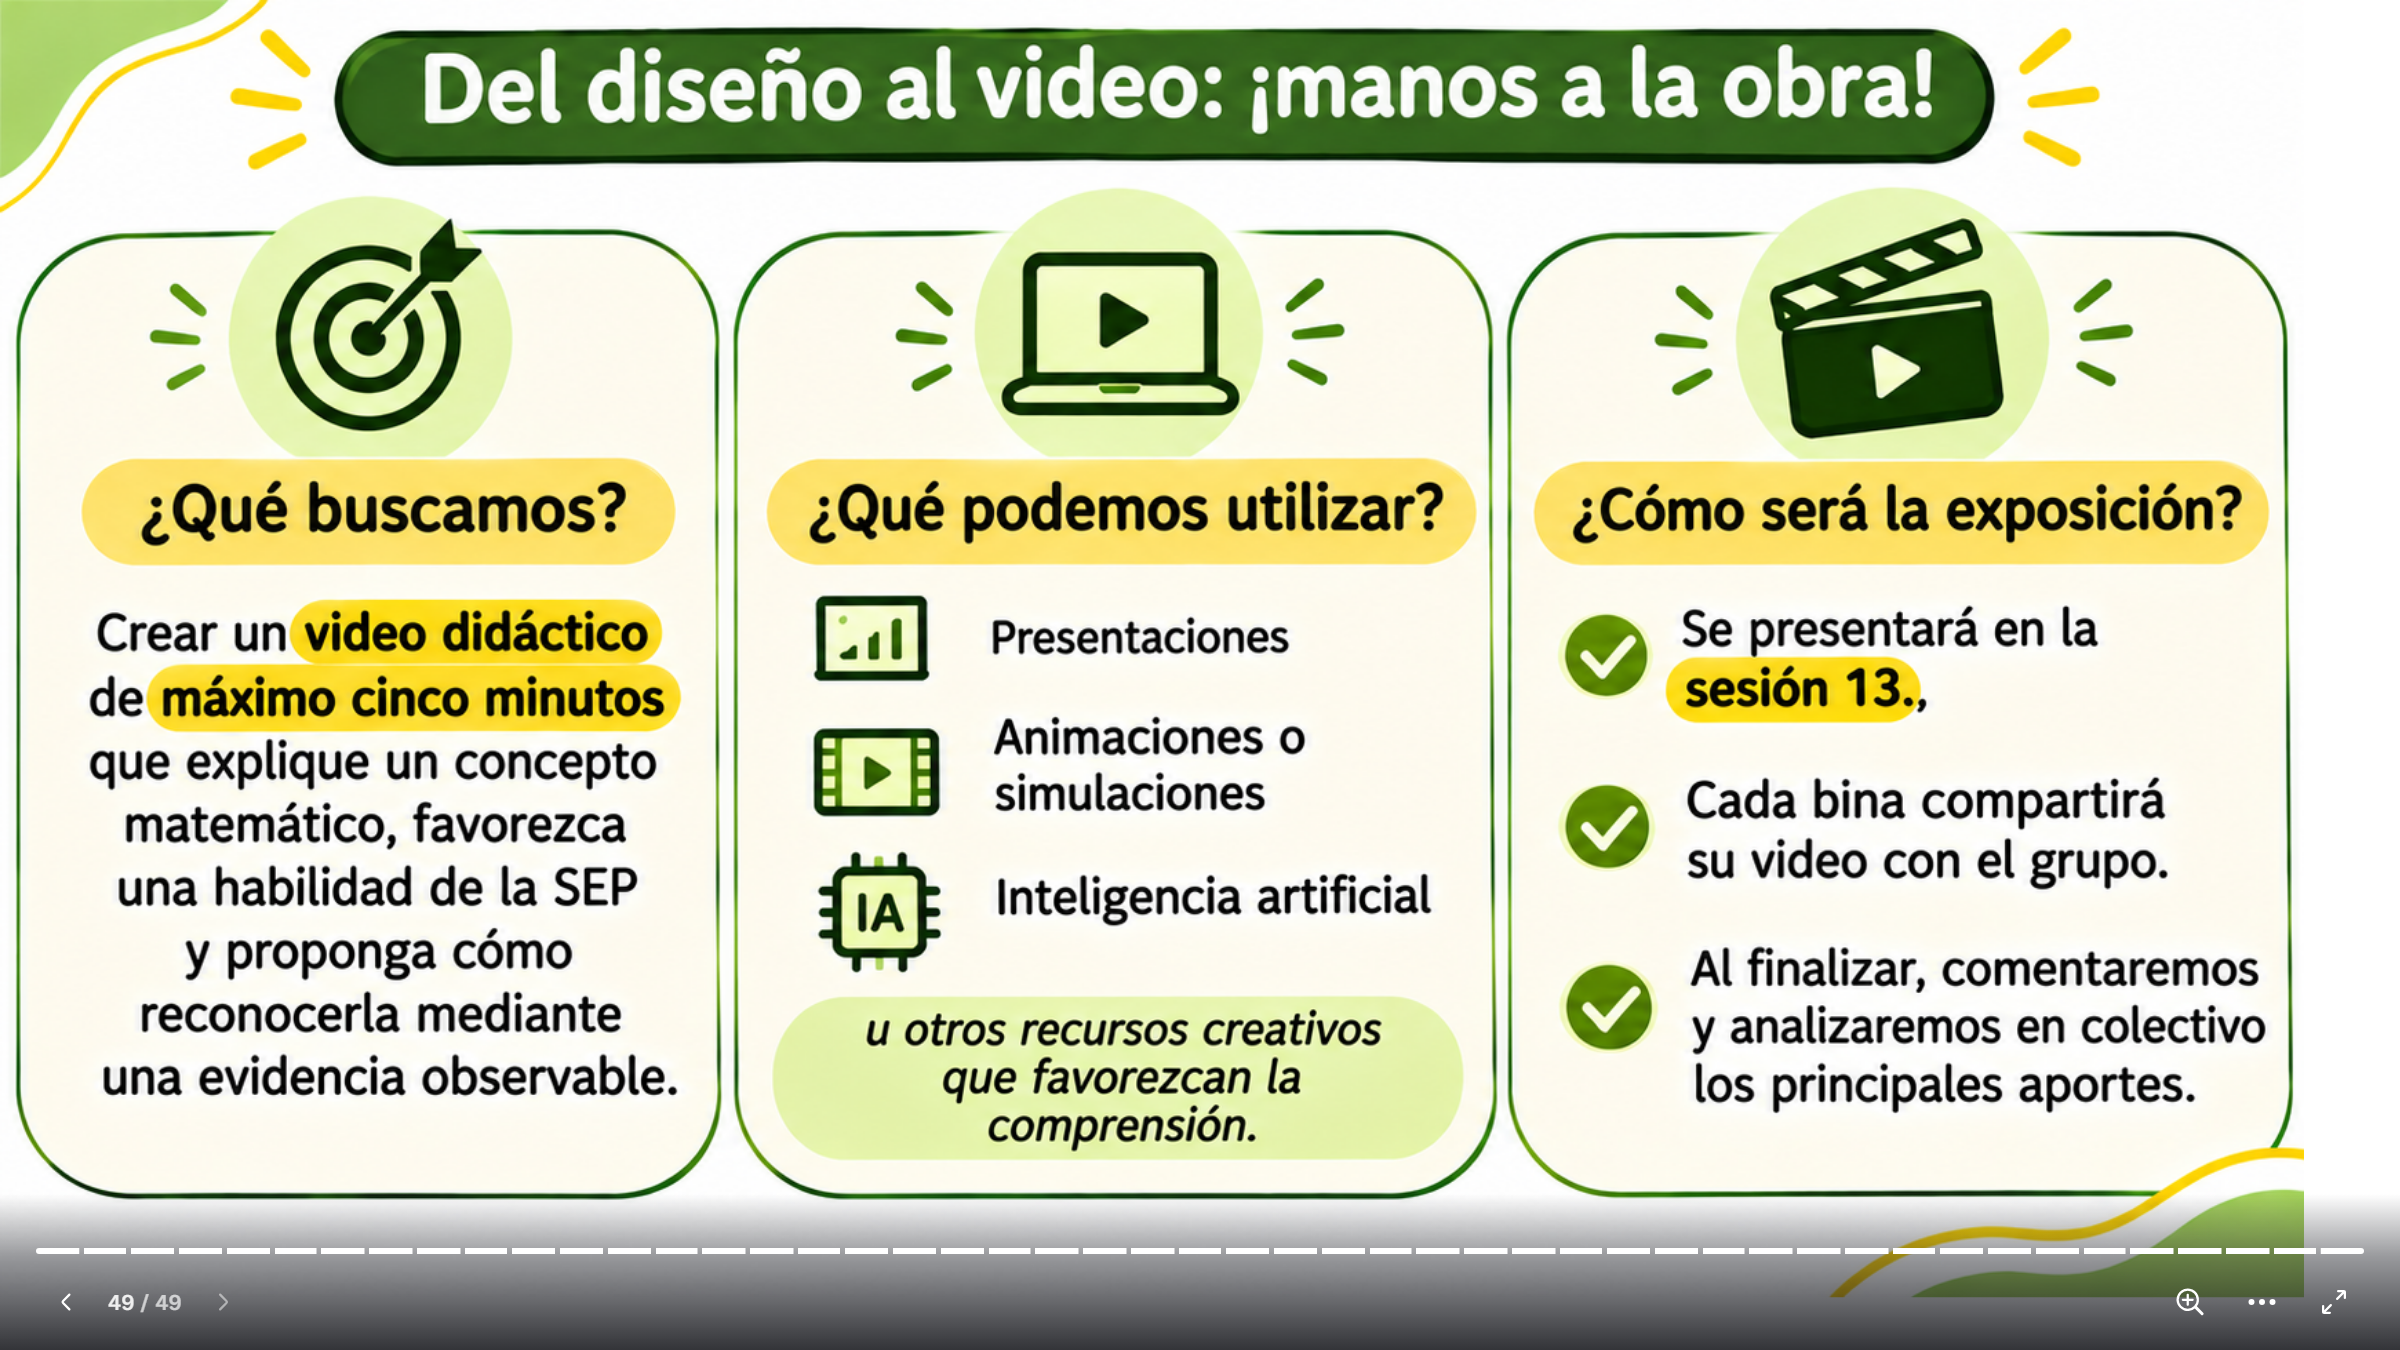 Del diseño al video: ¡manos a la obra!
¿Qué buscamos?
Crear un video didáctico
de máximo cinco minutos
que explique un concepto
matemático, favorezca
una habilidad de la SEP
y proponga cómo
reconocerla mediante
una evidencia observable.
¿Qué podemos utilizar?
Presentaciones
Animaciones o
simulaciones
IA
Inteligencia artificial
u otros recursos creativos
que favorezcan la
comprensión.
¿Cómo será la exposición?
Se presentará en la
sesión 13.,
Cada bina compartirá
su video con el grupo.
Al finalizar, comentaremos
y analizaremos en colectivo
los principales aportes.
49 / 49